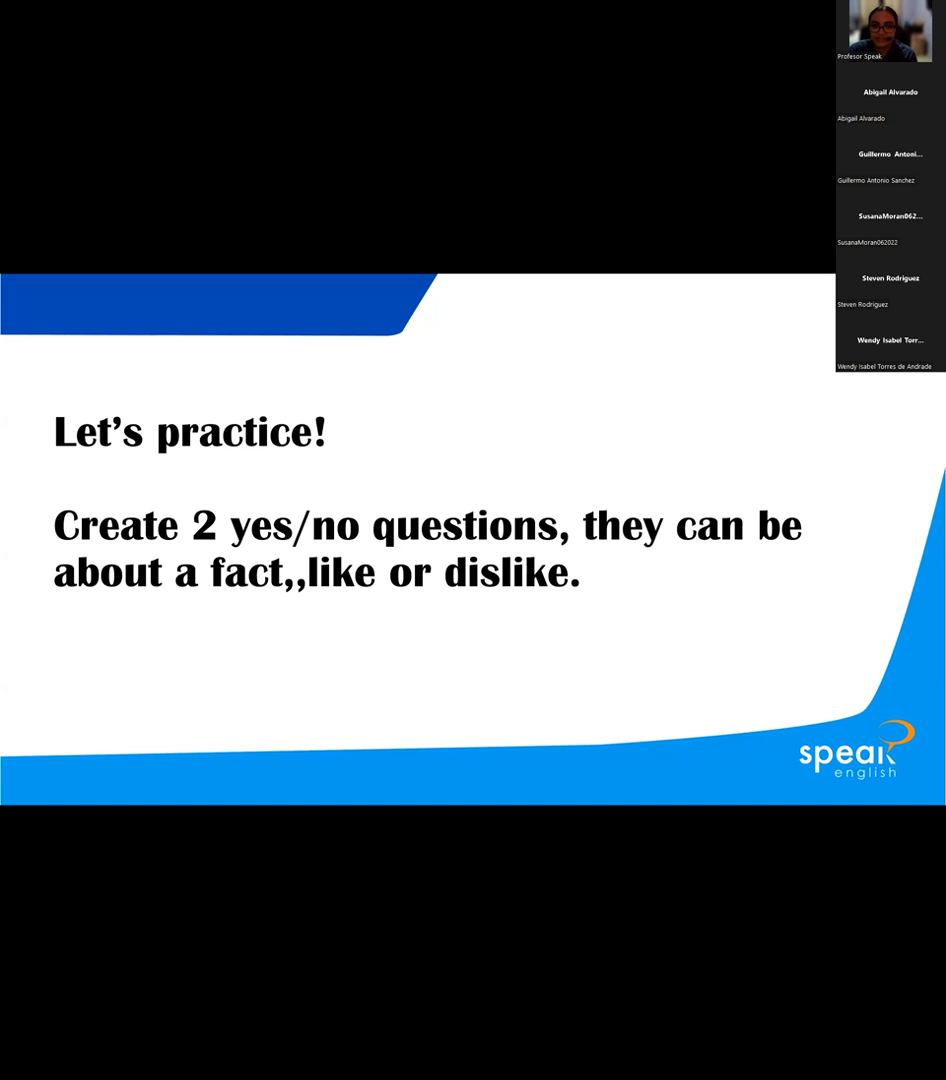 Profesor Speak
Abigail Alvarado
Abigail Alvarado
Guillermo Antoni...
Guillermo Antonio Sanchez
SusanaMoran062...
SusanaMoran062022
Steven Rodriguez
Steven Rodriguez
Wendy Isabel Torr...
Wendy Isabel Torres de Andrade
Let's practice!
Create 2 yes/no questions, they can be
about a fact,,like or dislike.
speak
english